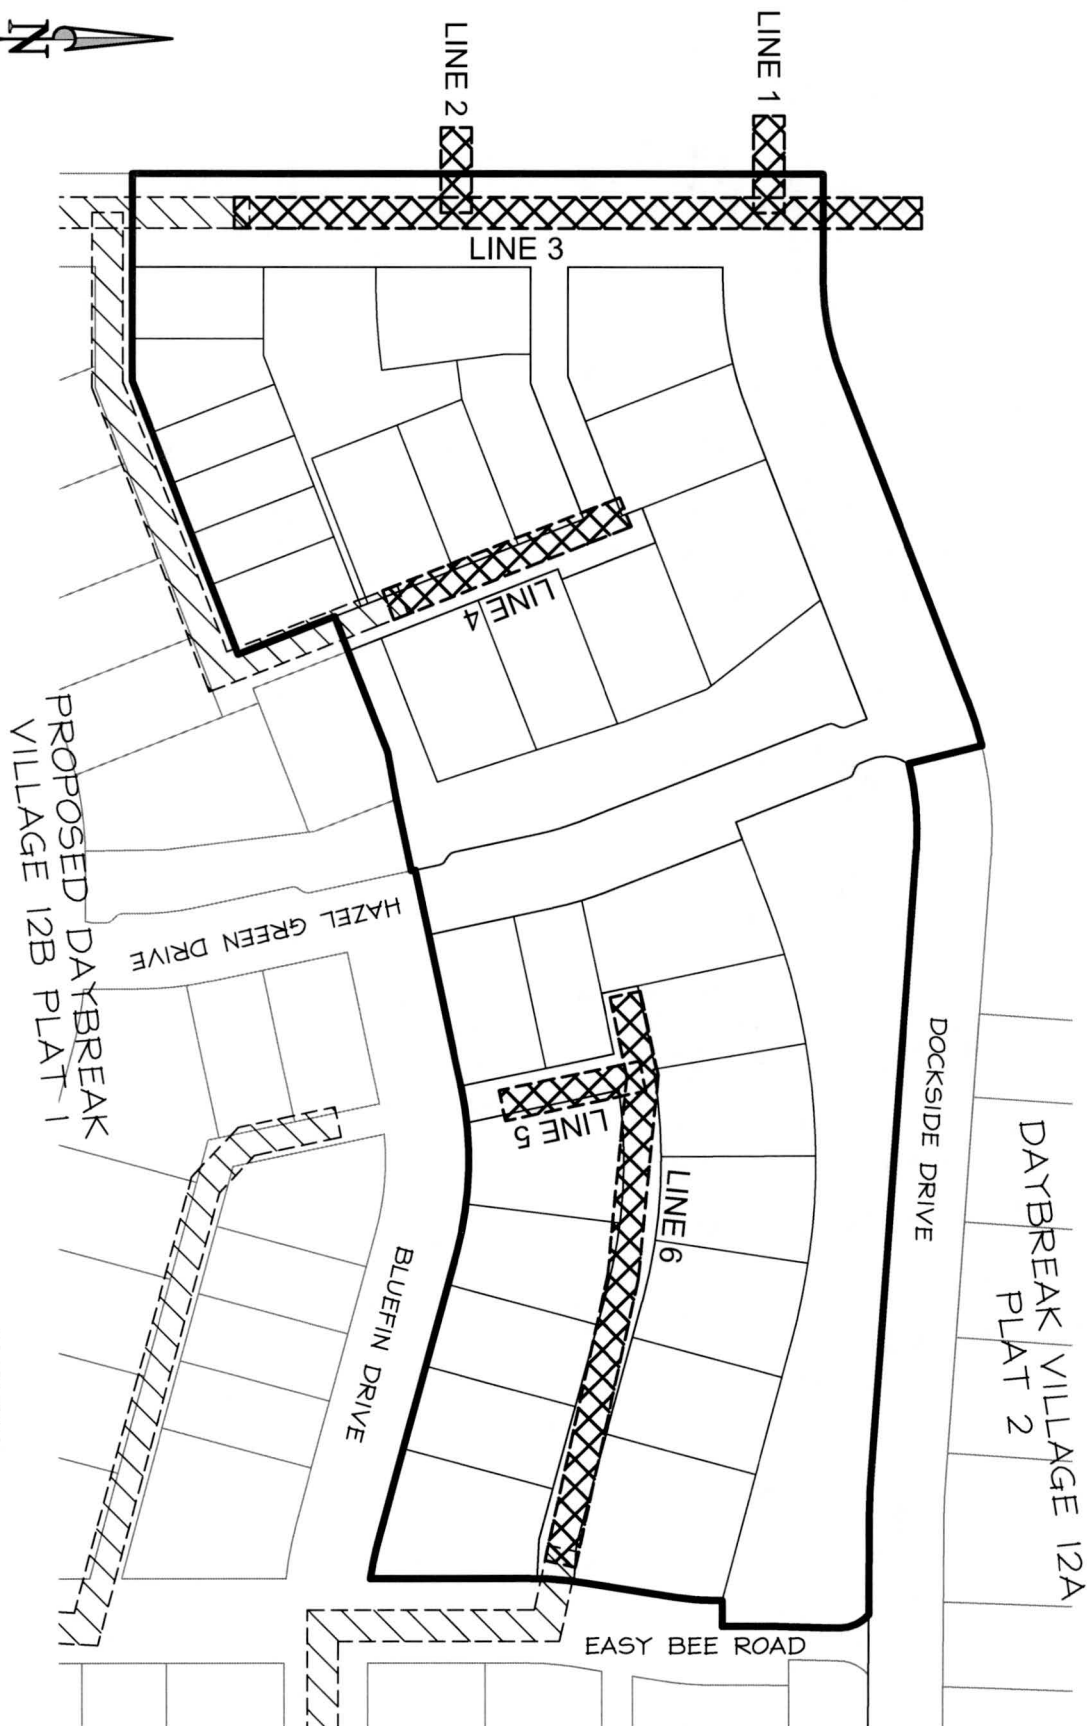 N
LINE 1
LINE 2
LINE 3
LINE 4
LINE 5
LINE 6
HAZEL GREEN DRIVE
PROPOSED DAYBREAK
VILLAGE 12B PLAT 1
BLUEFIN DRIVE
DOCKSIDE DRIVE
DAYBREAK VILLAGE 12A
PLAT 2
EASY BEE ROAD